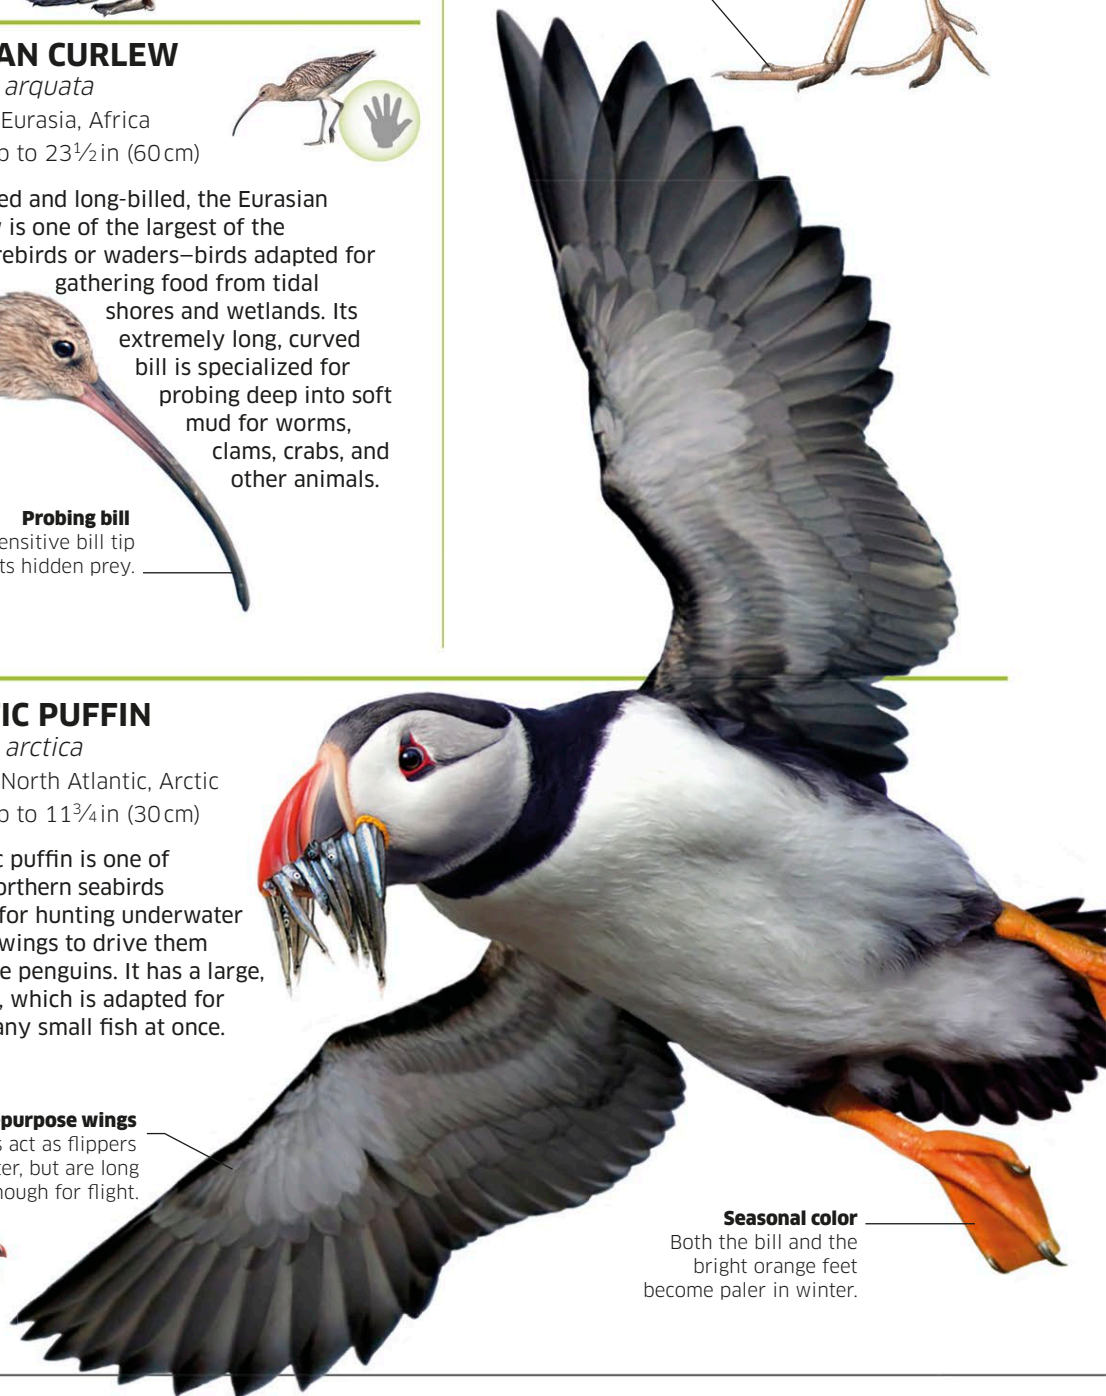 AN CURLEW
arquata
Eurasia, Africa
p to 23½ in (60 cm)
ed and long-billed, the Eurasian
is one of the largest of the
rebirds or waders—birds adapted for
gathering food from tidal
shores and wetlands. Its
extremely long, curved
bill is specialized for
probing deep into soft
mud for worms,
clams, crabs, and
other animals.
Probing bill
ensitive bill tip
ts hidden prey.
IC PUFFIN
arctica
North Atlantic, Arctic
p to 11¾ in (30 cm)
c puffin is one of
orthern seabirds
for hunting underwater
wings to drive them
e penguins. It has a large,
, which is adapted for
any small fish at once.
purpose wings
s act as flippers
ter, but are long
nough for flight.
Seasonal color
Both the bill and the
bright orange feet
become paler in winter.